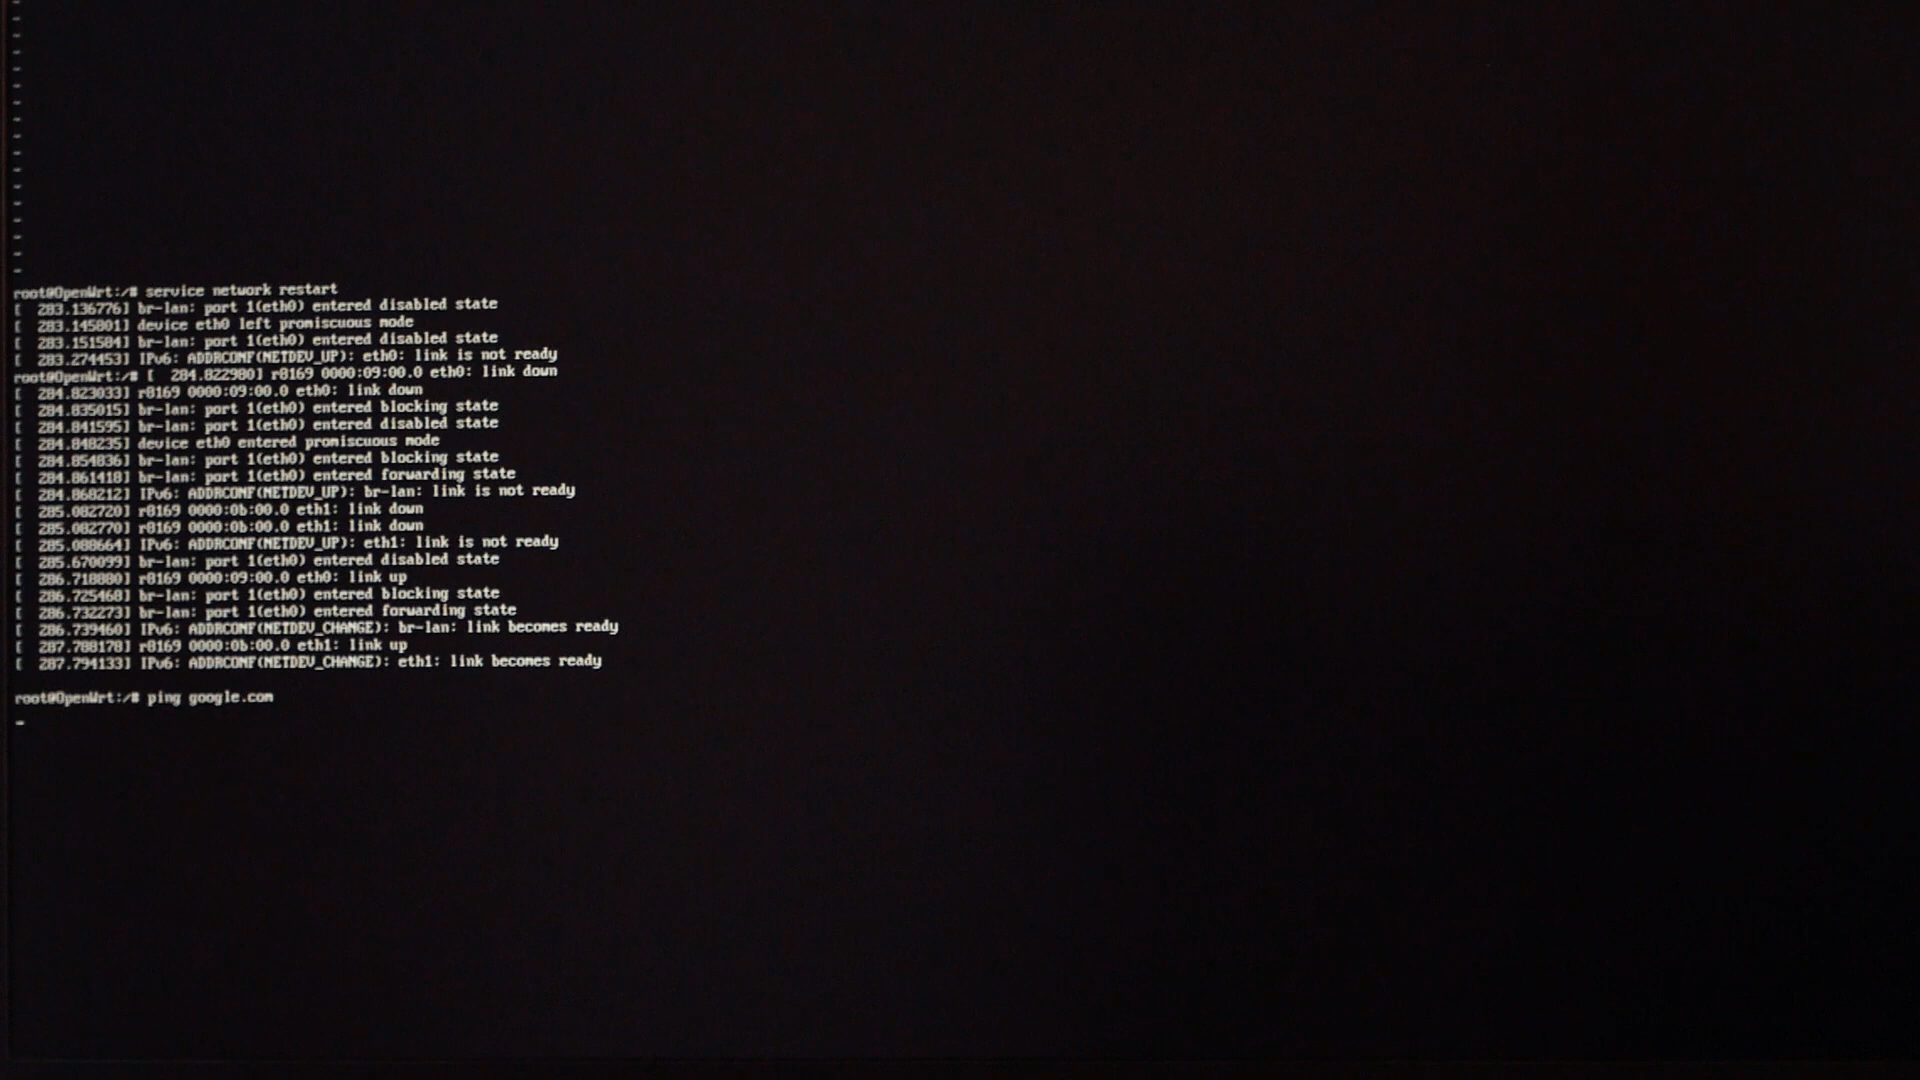 root@OpenWrt:/# service network restart
[  283.136776] br-lan: port 1(eth0) entered disabled state
[  283.145801] device eth0 left promiscuous mode
[  283.151584] br-lan: port 1(eth0) entered disabled state
[  283.274453] IPv6: ADDRCONF(NETDEV_UP): eth0: link is not ready
root@OpenWrt:/# [  284.822980] r8169 0000:09:00.0 eth0: link down
[  284.823033] r8169 0000:09:00.0 eth0: link down
[  284.835015] br-lan: port 1(eth0) entered blocking state
[  284.841595] br-lan: port 1(eth0) entered disabled state
[  284.848235] device eth0 entered promiscuous mode
[  284.854836] br-lan: port 1(eth0) entered blocking state
[  284.861418] br-lan: port 1(eth0) entered forwarding state
[  284.868212] IPv6: ADDRCONF(NETDEV_UP): br-lan: link is not ready
[  285.082720] r8169 0000:0b:00.0 eth1: link down
[  285.082770] r8169 0000:0b:00.0 eth1: link down
[  285.088664] IPv6: ADDRCONF(NETDEV_UP): eth1: link is not ready
[  285.670099] br-lan: port 1(eth0) entered disabled state
[  286.718880] r8169 0000:09:00.0 eth0: link up
[  286.725468] br-lan: port 1(eth0) entered blocking state
[  286.732273] br-lan: port 1(eth0) entered forwarding state
[  286.739460] IPv6: ADDRCONF(NETDEV_CHANGE): br-lan: link becomes ready
[  287.788178] r8169 0000:0b:00.0 eth1: link up
[  287.794133] IPv6: ADDRCONF(NETDEV_CHANGE): eth1: link becomes ready
root@OpenWrt:/# ping google.com